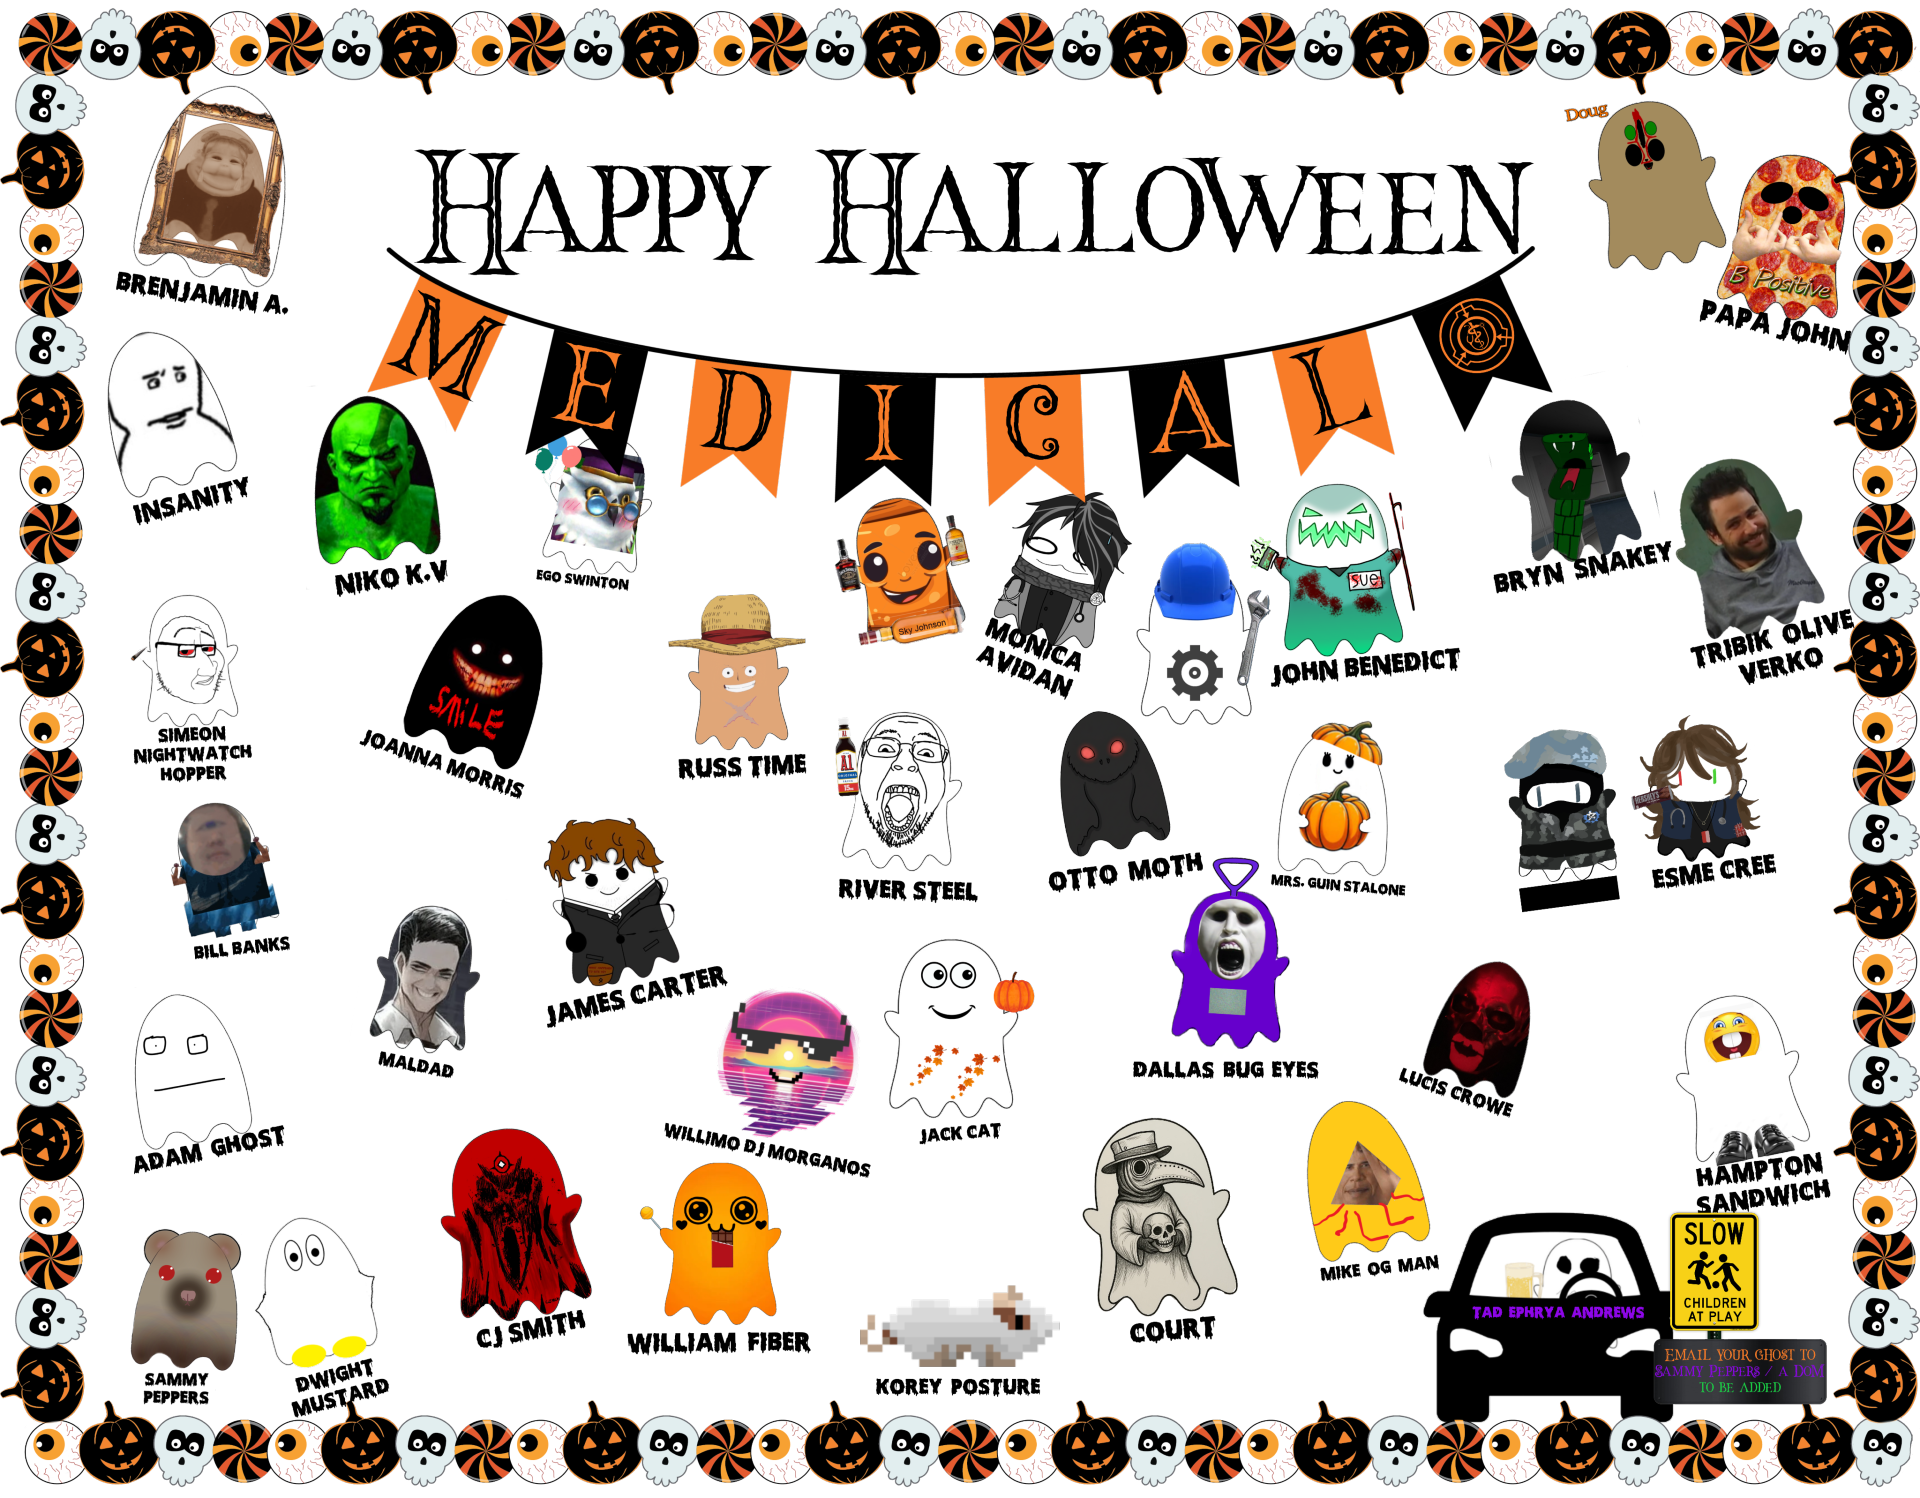 HAPPY HALLOWEEN
MEDICAL
Doug
BRENJAMIN A.
B Positive
PAPA JOHN
INSANITY
NIKO K.V
EGO SWINTON
Sky Johnson
MONICA
AVIDAN
SUE
JOHN BENEDICT
BRYN SNAKEY
TRIBIK OLIVE
VERKO
SIMEON
NIGHTWATCH
HOPPER
SMILE
JOANNA MORRIS
RUSS TIME
A1
RIVER STEEL
OTTO MOTH
MRS. GUIN STALONE
HERSHEY'S
ESME CREE
BILL BANKS
JAMES CARTER
MALDAD
DALLAS BUG EYES
LUCIS CROWE
ADAM GHOST
WILLIMO DJ MORGANOS
JACK CAT
HAMPTON
SANDWICH
CJ SMITH
WILLIAM FIBER
KOREY POSTURE
COURT
MIKE OG MAN
SAMMY
PEPPERS
DWIGHT
MUSTARD
TAD EPHRYA ANDREWS
SLOW
CHILDREN
AT PLAY
EMAIL YOUR GHOST TO
SAMMY PEPPERS / A DOM
TO BE ADDED